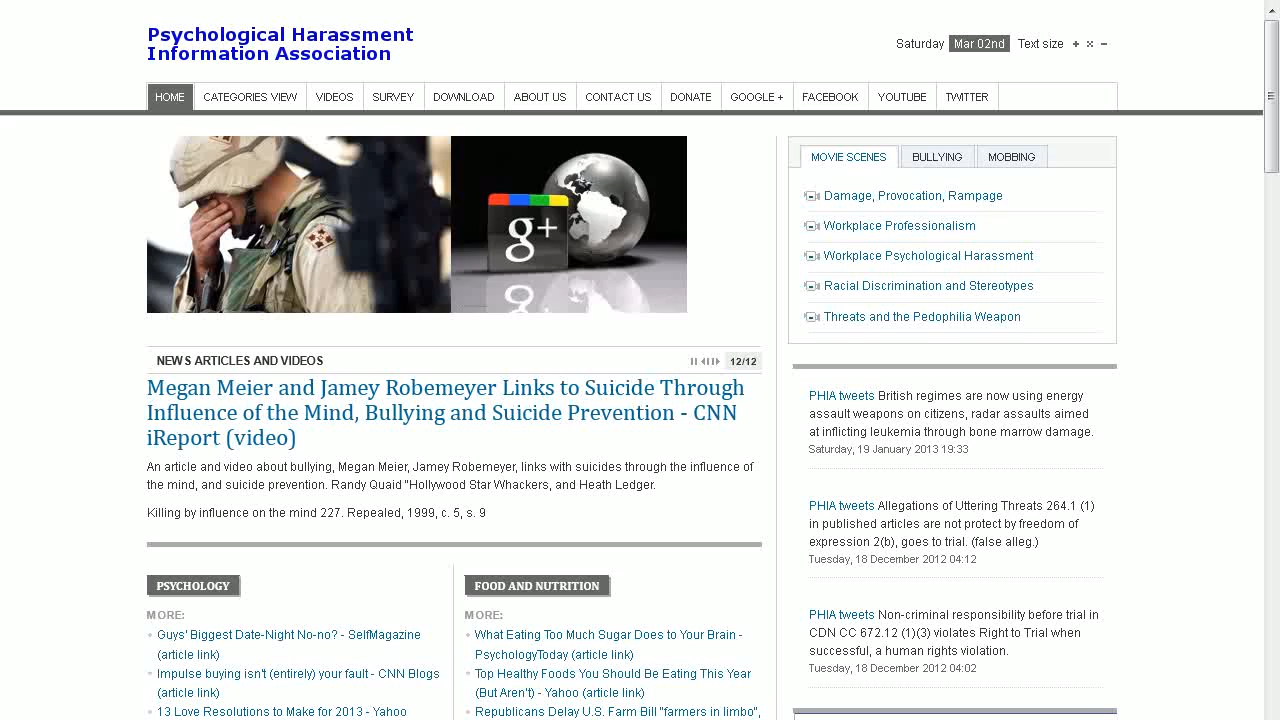 Psychological Harassment
Information Association
Saturday Mar 02nd Text size + × −
HOME CATEGORIES VIEW VIDEOS SURVEY DOWNLOAD ABOUT US CONTACT US DONATE GOOGLE + FACEBOOK YOUTUBE TWITTER
g+
NEWS ARTICLES AND VIDEOS
12/12
Megan Meier and Jamey Robemeyer Links to Suicide Through
Influence of the Mind, Bullying and Suicide Prevention - CNN
iReport (video)
An article and video about bullying, Megan Meier, Jamey Robemeyer, links with suicides through the influence of
the mind, and suicide prevention. Randy Quaid "Hollywood Star Whackers, and Heath Ledger.
Killing by influence on the mind 227. Repealed, 1999, c. 5, s. 9
PSYCHOLOGY
MORE:
Guys' Biggest Date-Night No-no? - SelfMagazine
(article link)
Impulse buying isn't (entirely) your fault - CNN Blogs
(article link)
13 Love Resolutions to Make for 2013 - Yahoo
FOOD AND NUTRITION
MORE:
What Eating Too Much Sugar Does to Your Brain -
PsychologyToday (article link)
Top Healthy Foods You Should Be Eating This Year
(But Aren't) - Yahoo (article link)
Republicans Delay U.S. Farm Bill "farmers in limbo",
MOVIE SCENES BULLYING MOBBING
Damage, Provocation, Rampage
Workplace Professionalism
Workplace Psychological Harassment
Racial Discrimination and Stereotypes
Threats and the Pedophilia Weapon
PHIA tweets British regimes are now using energy
assault weapons on citizens, radar assaults aimed
at inflicting leukemia through bone marrow damage.
Saturday, 19 January 2013 19:33
PHIA tweets Allegations of Uttering Threats 264.1 (1)
in published articles are not protect by freedom of
expression 2(b), goes to trial. (false alleg.)
Tuesday, 18 December 2012 04:12
PHIA tweets Non-criminal responsibility before trial in
CDN CC 672.12 (1)(3) violates Right to Trial when
successful, a human rights violation.
Tuesday, 18 December 2012 04:02